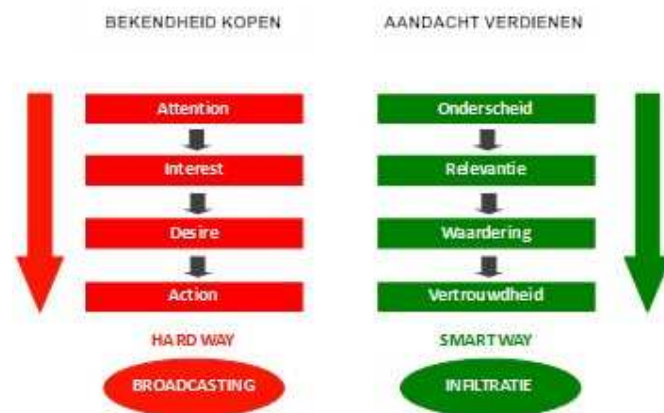 BEKENDHEID KOPEN
AANDACHT VERDIENEN
Attention
Onderscheid
Interest
Relevantie
Desire
Waardering
Action
Vertrouwdheid
HARD WAY
SMART WAY
BROADCASTING
INFILTRATIE